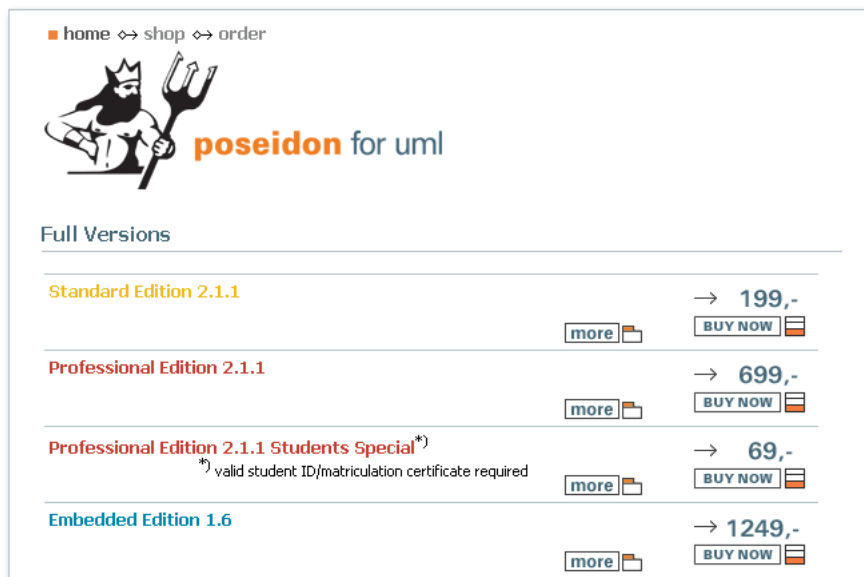 home ⇔ shop ⇔ order
poseidon for uml
Full Versions
Standard Edition 2.1.1
→ 199,-
more
BUY NOW
Professional Edition 2.1.1
→ 699,-
more
BUY NOW
Professional Edition 2.1.1 Students Special*)
*) valid student ID/matriculation certificate required
→ 69,-
more
BUY NOW
Embedded Edition 1.6
→ 1249,-
more
BUY NOW